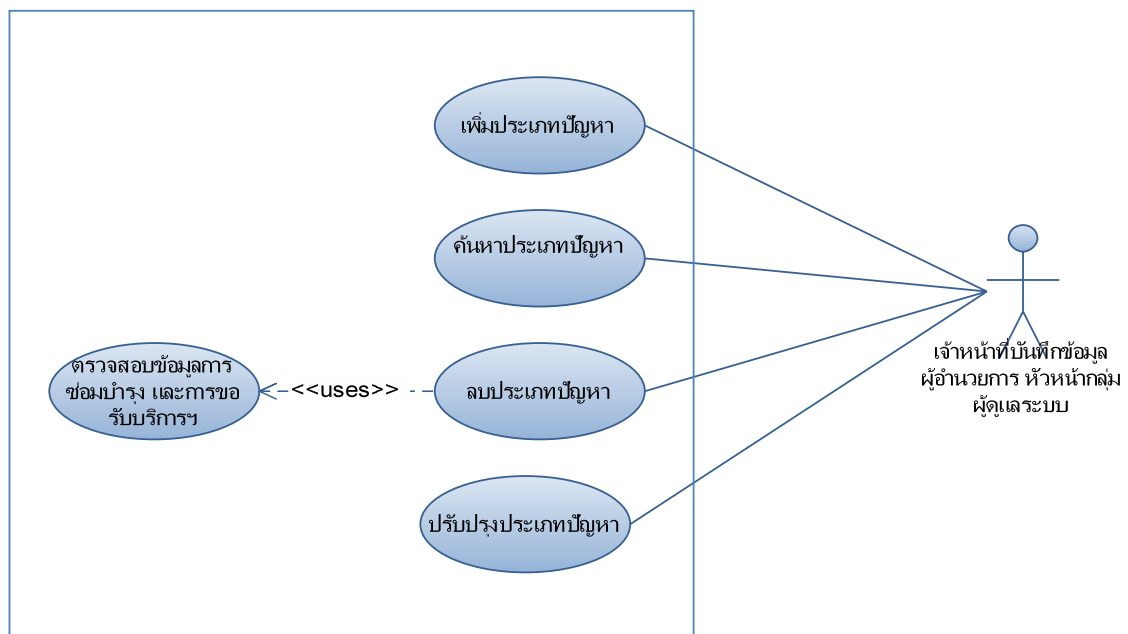 เพิ่มประเภทปัญหา
ค้นหาประเภทปัญหา
ตรวจสอบข้อมูลการ
ซ่อมบำรุง และการขอ
รับบริการฯ
<<uses>>
ลบประเภทปัญหา
ปรับปรุงประเภทปัญหา
เจ้าหน้าที่บันทึกข้อมูล
ผู้อำนวยการ หัวหน้ากลุ่ม
ผู้ดูแลระบบ